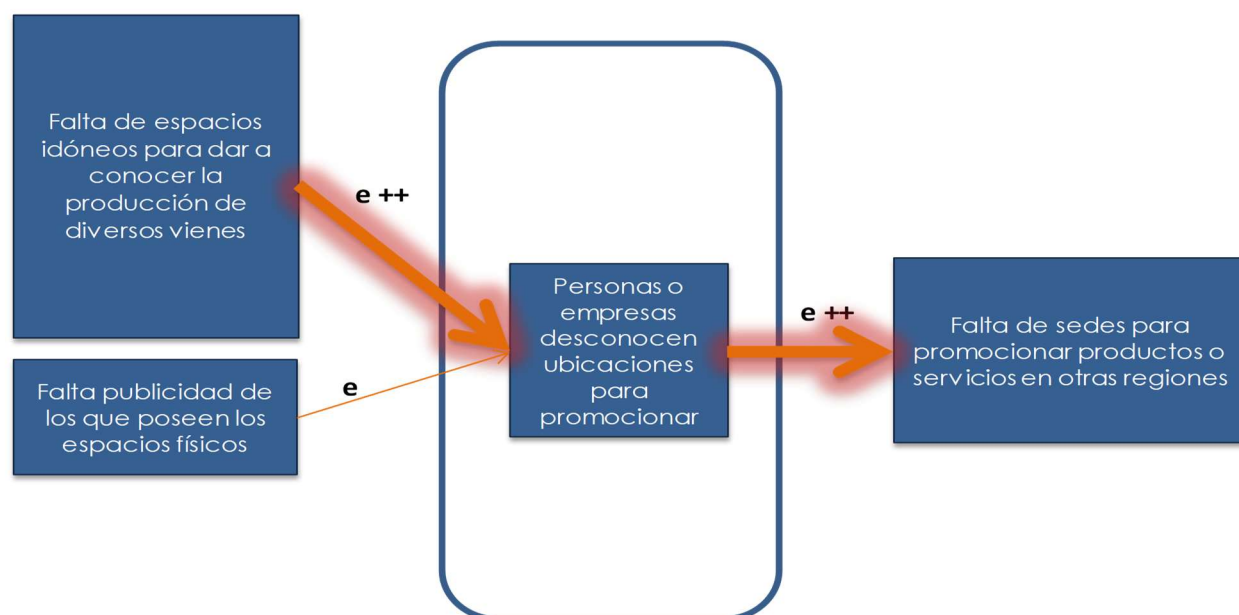 Falta de espacios
idóneos para dar a
conocer la
producción de
diversos vienes
e ++
Falta publicidad de
los que poseen los
espacios físicos
e
Personas o
empresas
desconocen
ubicaciones
para
promocionar
e ++
Falta de sedes para
promocionar productos o
servicios en otras regiones